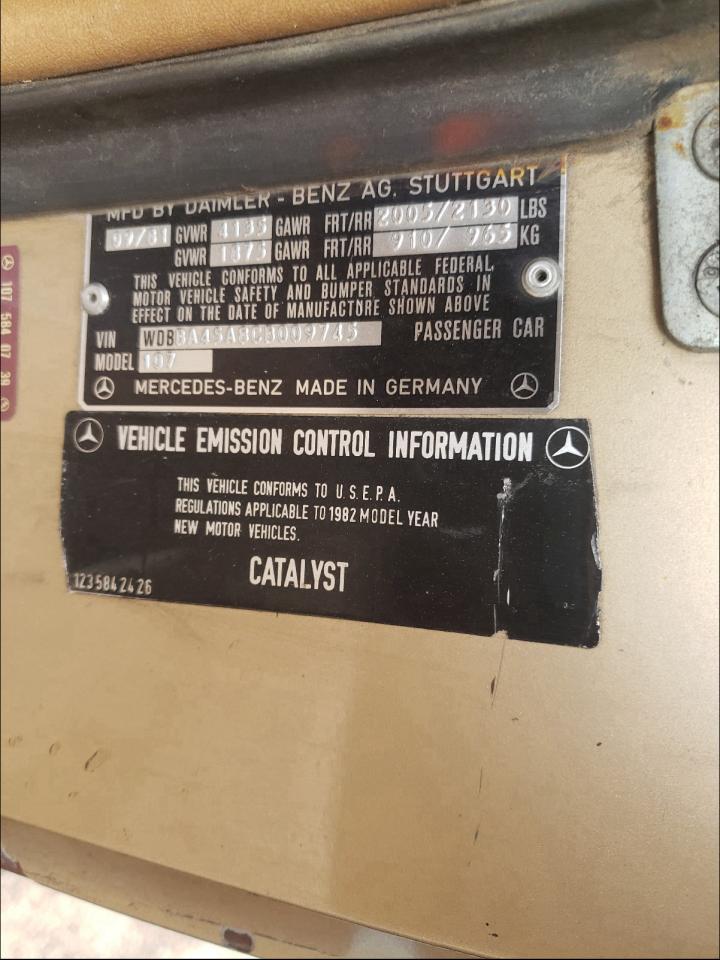 MFD BY DAIMLER - BENZ AG. STUTTGART
09/81 GVWR 4135 GAWR FRT/RR 2005/2130 LBS
GVWR 1875 GAWR FRT/RR 910/ 965 KG
THIS VEHICLE CONFORMS TO ALL APPLICABLE FEDERAL
MOTOR VEHICLE SAFETY AND BUMPER STANDARDS IN
EFFECT ON THE DATE OF MANUFACTURE SHOWN ABOVE
VIN WDBBA45A8CB009745 PASSENGER CAR
MODEL 107
MERCEDES-BENZ MADE IN GERMANY
107 584 07 39
VEHICLE EMISSION CONTROL INFORMATION
THIS VEHICLE CONFORMS TO U.S.E.P.A.
REGULATIONS APPLICABLE TO 1982 MODEL YEAR
NEW MOTOR VEHICLES.
CATALYST
123 584 24 26